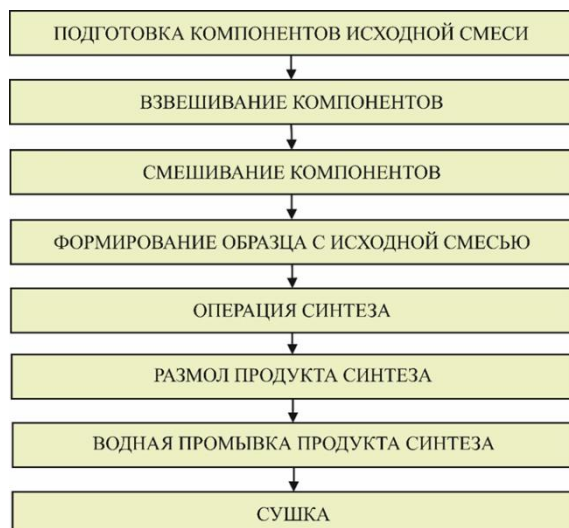 ПОДГОТОВКА КОМПОНЕНТОВ ИСХОДНОЙ СМЕСИ
ВЗВЕШИВАНИЕ КОМПОНЕНТОВ
СМЕШИВАНИЕ КОМПОНЕНТОВ
ФОРМИРОВАНИЕ ОБРАЗЦА С ИСХОДНОЙ СМЕСЬЮ
ОПЕРАЦИЯ СИНТЕЗА
РАЗМОЛ ПРОДУКТА СИНТЕЗА
ВОДНАЯ ПРОМЫВКА ПРОДУКТА СИНТЕЗА
СУШКА